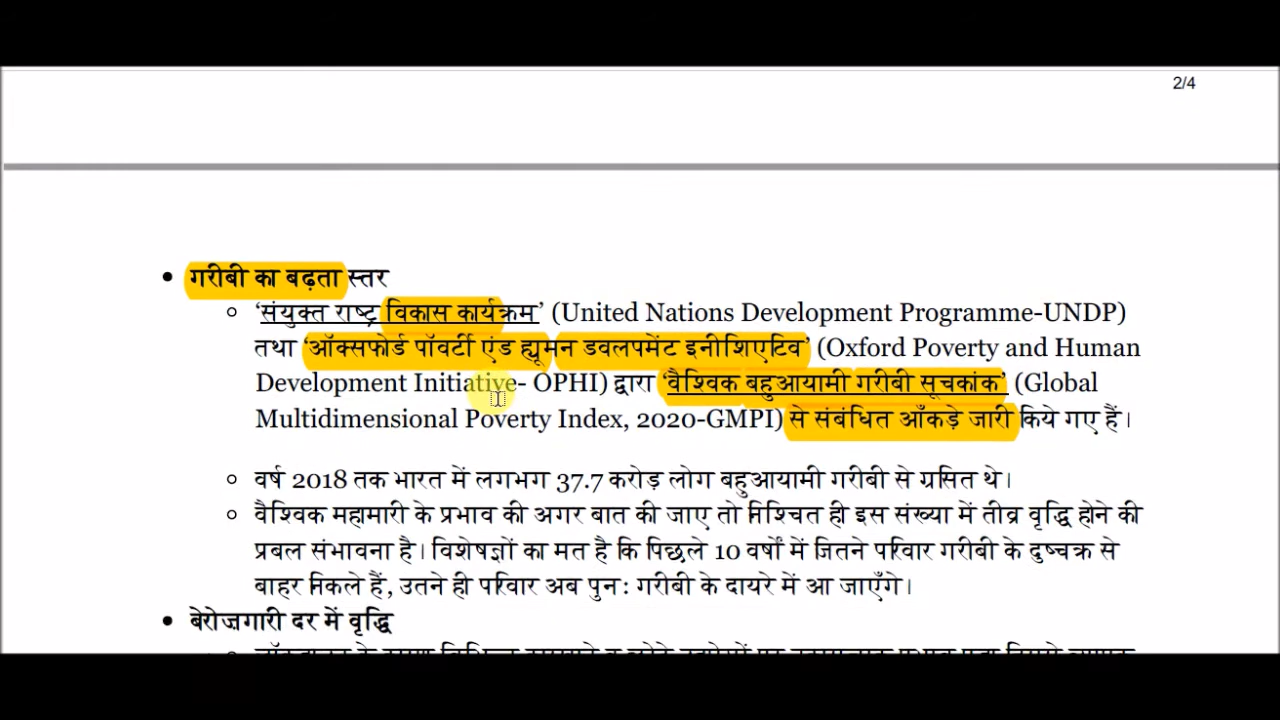 2/4
• गरीबी का बढ़ता स्तर
○ ‘संयुक्त राष्ट्र विकास कार्यक्रम’ (United Nations Development Programme-UNDP)
तथा ‘ऑक्सफोर्ड पॉवर्टी एंड ह्यूमन डवलपमेंट इनीशिएटिव’ (Oxford Poverty and Human
Development Initiative- OPHI) द्वारा ‘वैश्विक बहुआयामी गरीबी सूचकांक’ (Global
Multidimensional Poverty Index, 2020-GMPI) से संबंधित आँकड़े जारी किये गए हैं।
○ वर्ष 2018 तक भारत में लगभग 37.7 करोड़ लोग बहुआयामी गरीबी से ग्रसित थे।
○ वैश्विक महामारी के प्रभाव की अगर बात की जाए तो निश्चित ही इस संख्या में तीव्र वृद्धि होने की
प्रबल संभावना है। विशेषज्ञों का मत है कि पिछले 10 वर्षों में जितने परिवार गरीबी के दुष्चक्र से
बाहर निकले हैं, उतने ही परिवार अब पुनः गरीबी के दायरे में आ जाएँगे।
• बेरोजगारी दर में वृद्धि